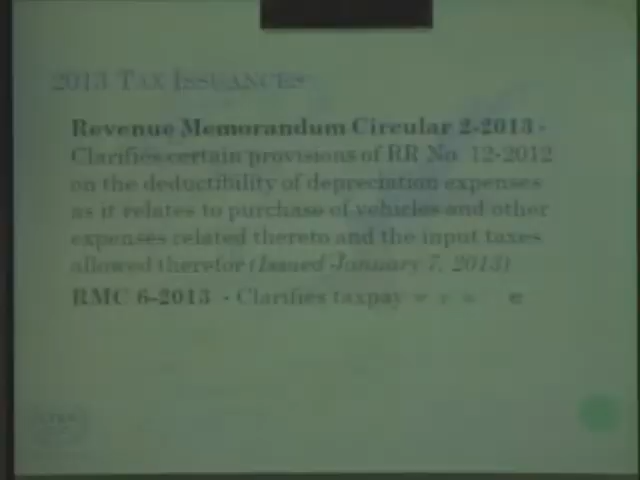 2013 TAX ISSUANCES
Revenue Memorandum Circular 2-2013 -
Clarifies certain provisions of RR No. 12-2012
on the deductibility of depreciation expenses
as it relates to purchase of vehicles and other
expenses related thereto and the input taxes
allowed therefor (Issued January 7, 2013)
RMC 6-2013 - Clarifies taxpay